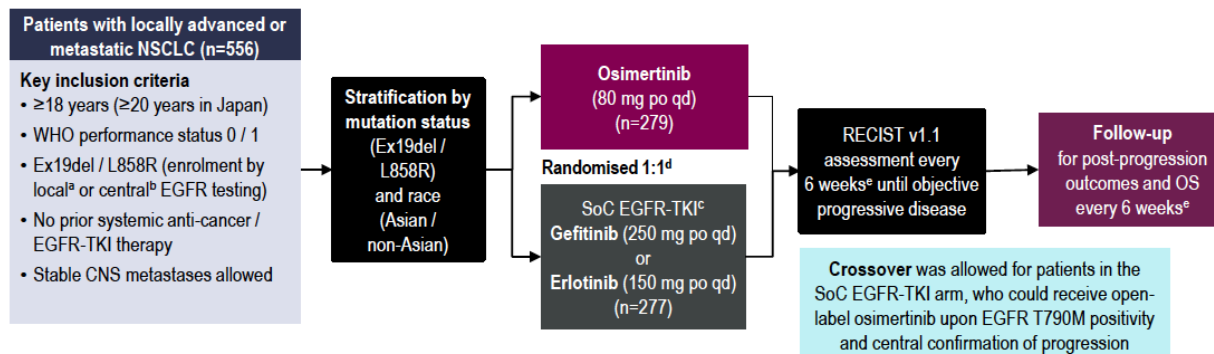 Patients with locally advanced or
metastatic NSCLC (n=556)
Key inclusion criteria
• ≥18 years (≥20 years in Japan)
• WHO performance status 0 / 1
• Ex19del / L858R (enrolment by
localᵃ or centralᵇ EGFR testing)
• No prior systemic anti-cancer /
EGFR-TKI therapy
• Stable CNS metastases allowed
Stratification by
mutation status
(Ex19del /
L858R)
and race
(Asian /
non-Asian)
Osimertinib
(80 mg po qd)
(n=279)
Randomised 1:1ᵈ
SoC EGFR-TKIᶜ
Gefitinib (250 mg po qd)
or
Erlotinib (150 mg po qd)
(n=277)
RECIST v1.1
assessment every
6 weeksᵉ until objective
progressive disease
Follow-up
for post-progression
outcomes and OS
every 6 weeksᵉ
Crossover was allowed for patients in the
SoC EGFR-TKI arm, who could receive open-
label osimertinib upon EGFR T790M positivity
and central confirmation of progression